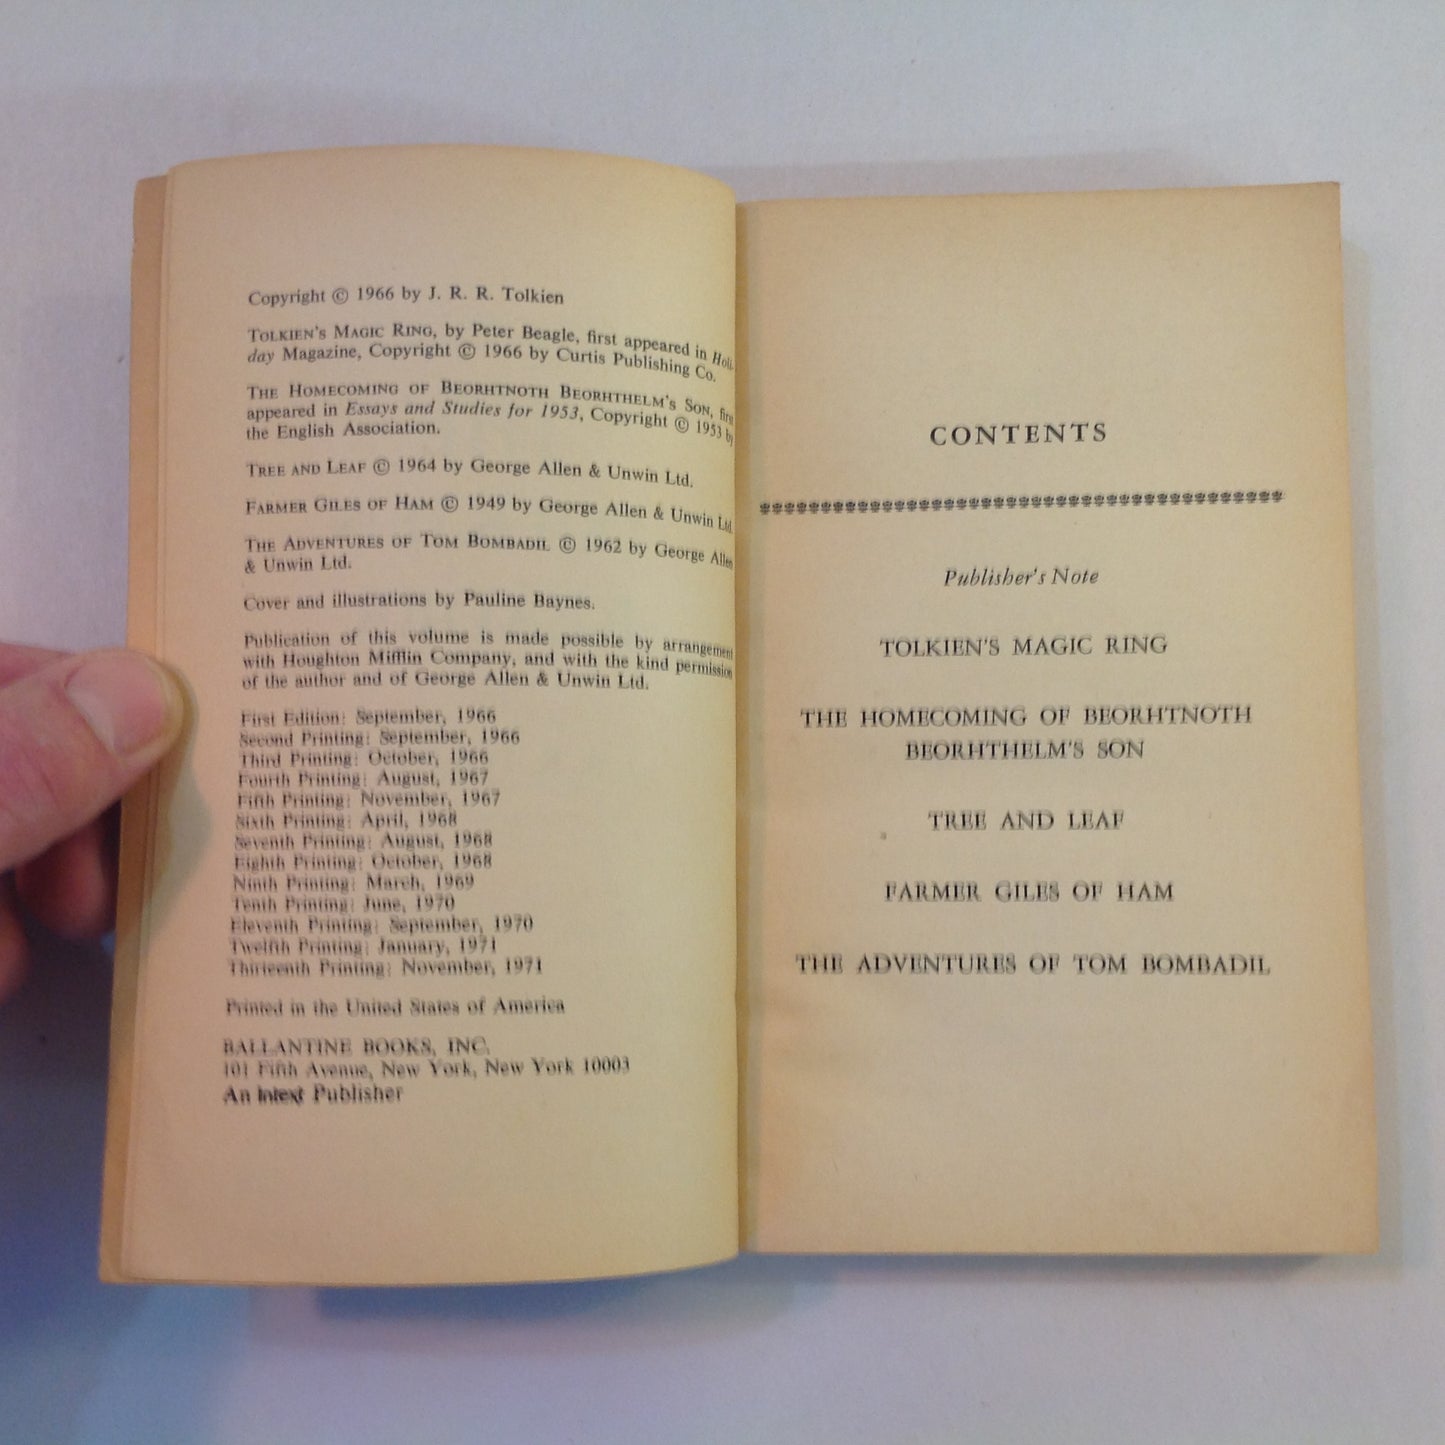 Copyright © 1966 by J. R. R. Tolkien
TOLKIEN'S MAGIC RING, by Peter Beagle, first appeared in Holi-
day Magazine, Copyright © 1966 by Curtis Publishing Co.
THE HOMECOMING OF BEORHTNOTH BEORHTHELM'S SON, first
appeared in Essays and Studies for 1953, Copyright © 1953 by
the English Association.
TREE AND LEAF © 1964 by George Allen & Unwin Ltd.
FARMER GILES OF HAM © 1949 by George Allen & Unwin Ltd.
THE ADVENTURES OF TOM BOMBADIL © 1962 by George Allen
& Unwin Ltd.
Cover and illustrations by Pauline Baynes.
Publication of this volume is made possible by arrangement
with Houghton Mifflin Company, and with the kind permission
of the author and of George Allen & Unwin Ltd.
First Edition: September, 1966
Second Printing: September, 1966
Third Printing: October, 1966
Fourth Printing: August, 1967
Fifth Printing: November, 1967
Sixth Printing: April, 1968
Seventh Printing: August, 1968
Eighth Printing: October, 1968
Ninth Printing: March, 1969
Tenth Printing: June, 1970
Eleventh Printing: September, 1970
Twelfth Printing: January, 1971
Thirteenth Printing: November, 1971
Printed in the United States of America
BALLANTINE BOOKS, INC.
101 Fifth Avenue, New York, New York 10003
An Intext Publisher
CONTENTS
Publisher's Note
TOLKIEN'S MAGIC RING
THE HOMECOMING OF BEORHTNOTH
BEORHTHELM'S SON
TREE AND LEAF
FARMER GILES OF HAM
THE ADVENTURES OF TOM BOMBADIL